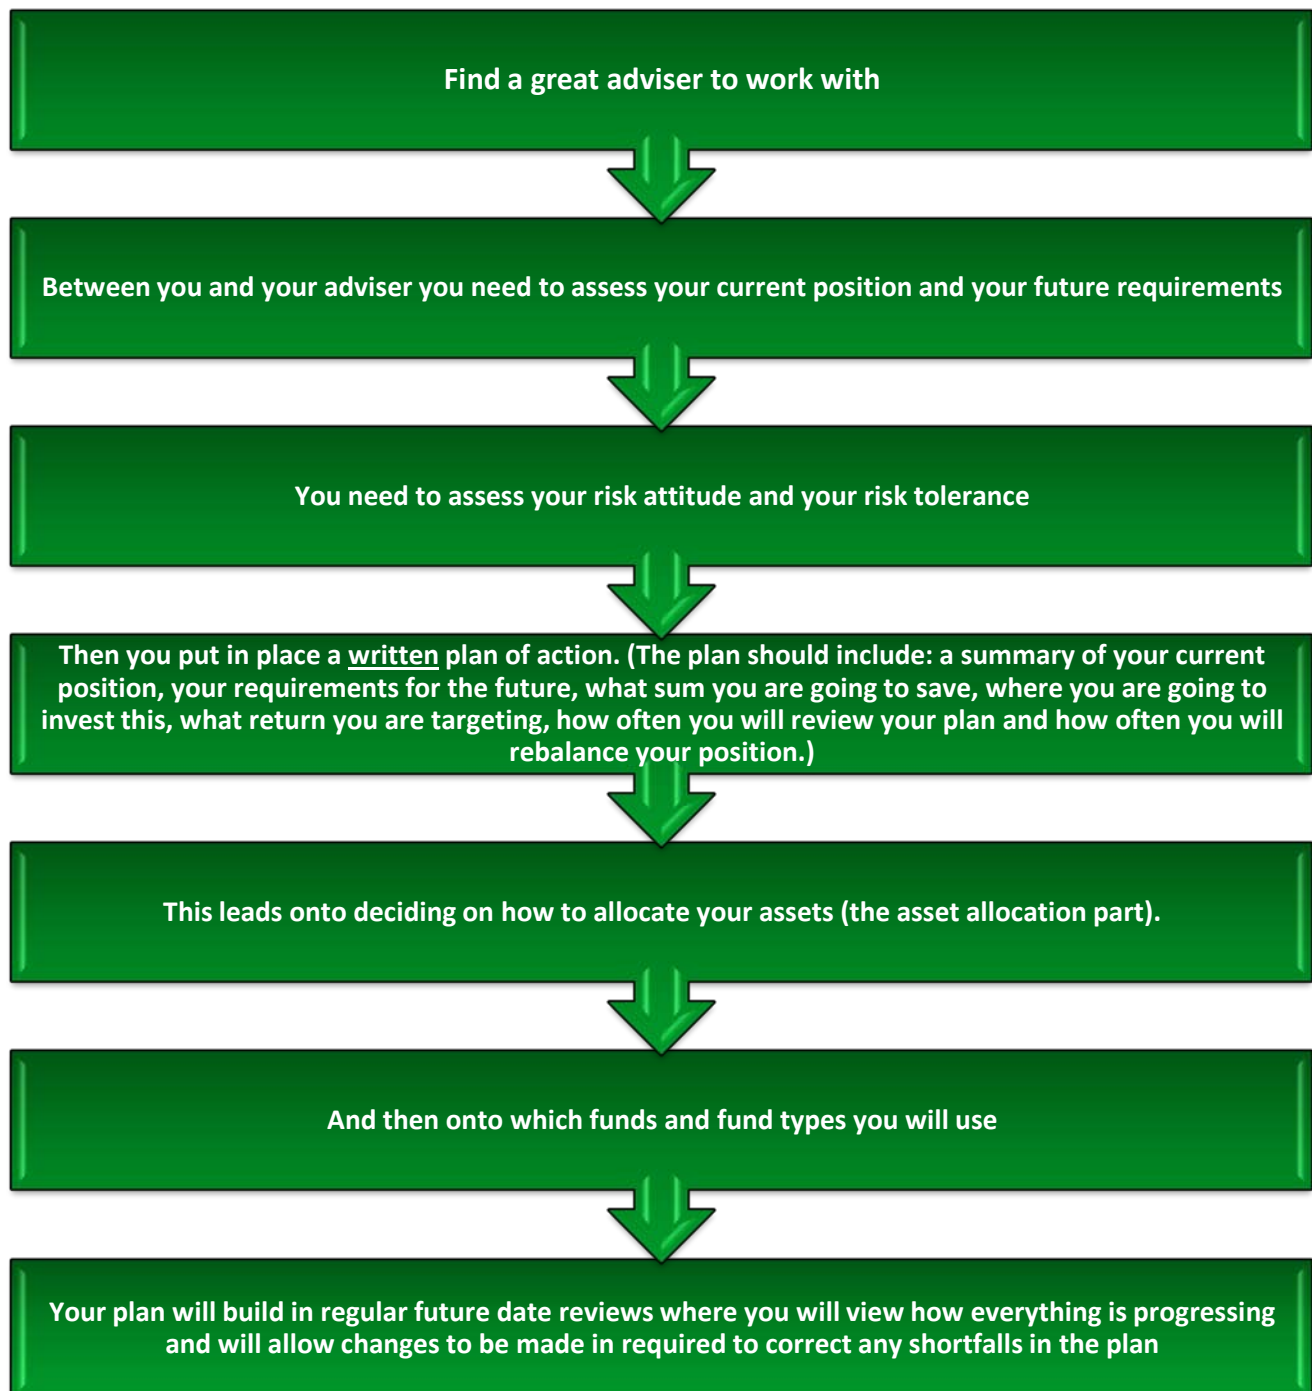 Find a great adviser to work with
Between you and your adviser you need to assess your current position and your future requirements
You need to assess your risk attitude and your risk tolerance
Then you put in place a written plan of action. (The plan should include: a summary of your current
position, your requirements for the future, what sum you are going to save, where you are going to
invest this, what return you are targeting, how often you will review your plan and how often you will
rebalance your position.)
This leads onto deciding on how to allocate your assets (the asset allocation part).
And then onto which funds and fund types you will use
Your plan will build in regular future date reviews where you will view how everything is progressing
and will allow changes to be made in required to correct any shortfalls in the plan